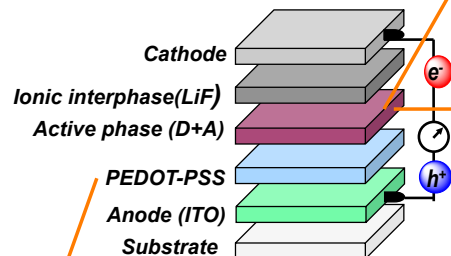 Cathode
e-
Ionic interphase(LiF)
Active phase (D+A)
PEDOT-PSS
h+
Anode (ITO)
Substrate